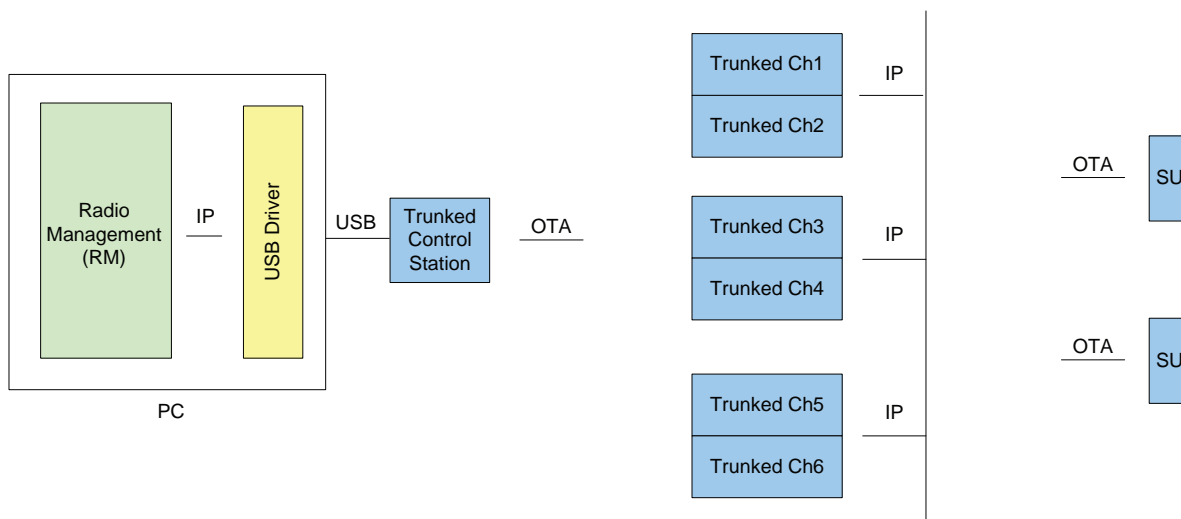 Radio
Management
(RM)
IP
USB Driver
PC
USB
Trunked
Control
Station
OTA
Trunked Ch1
Trunked Ch2
IP
Trunked Ch3
Trunked Ch4
IP
Trunked Ch5
Trunked Ch6
IP
OTA
SU
OTA
SU